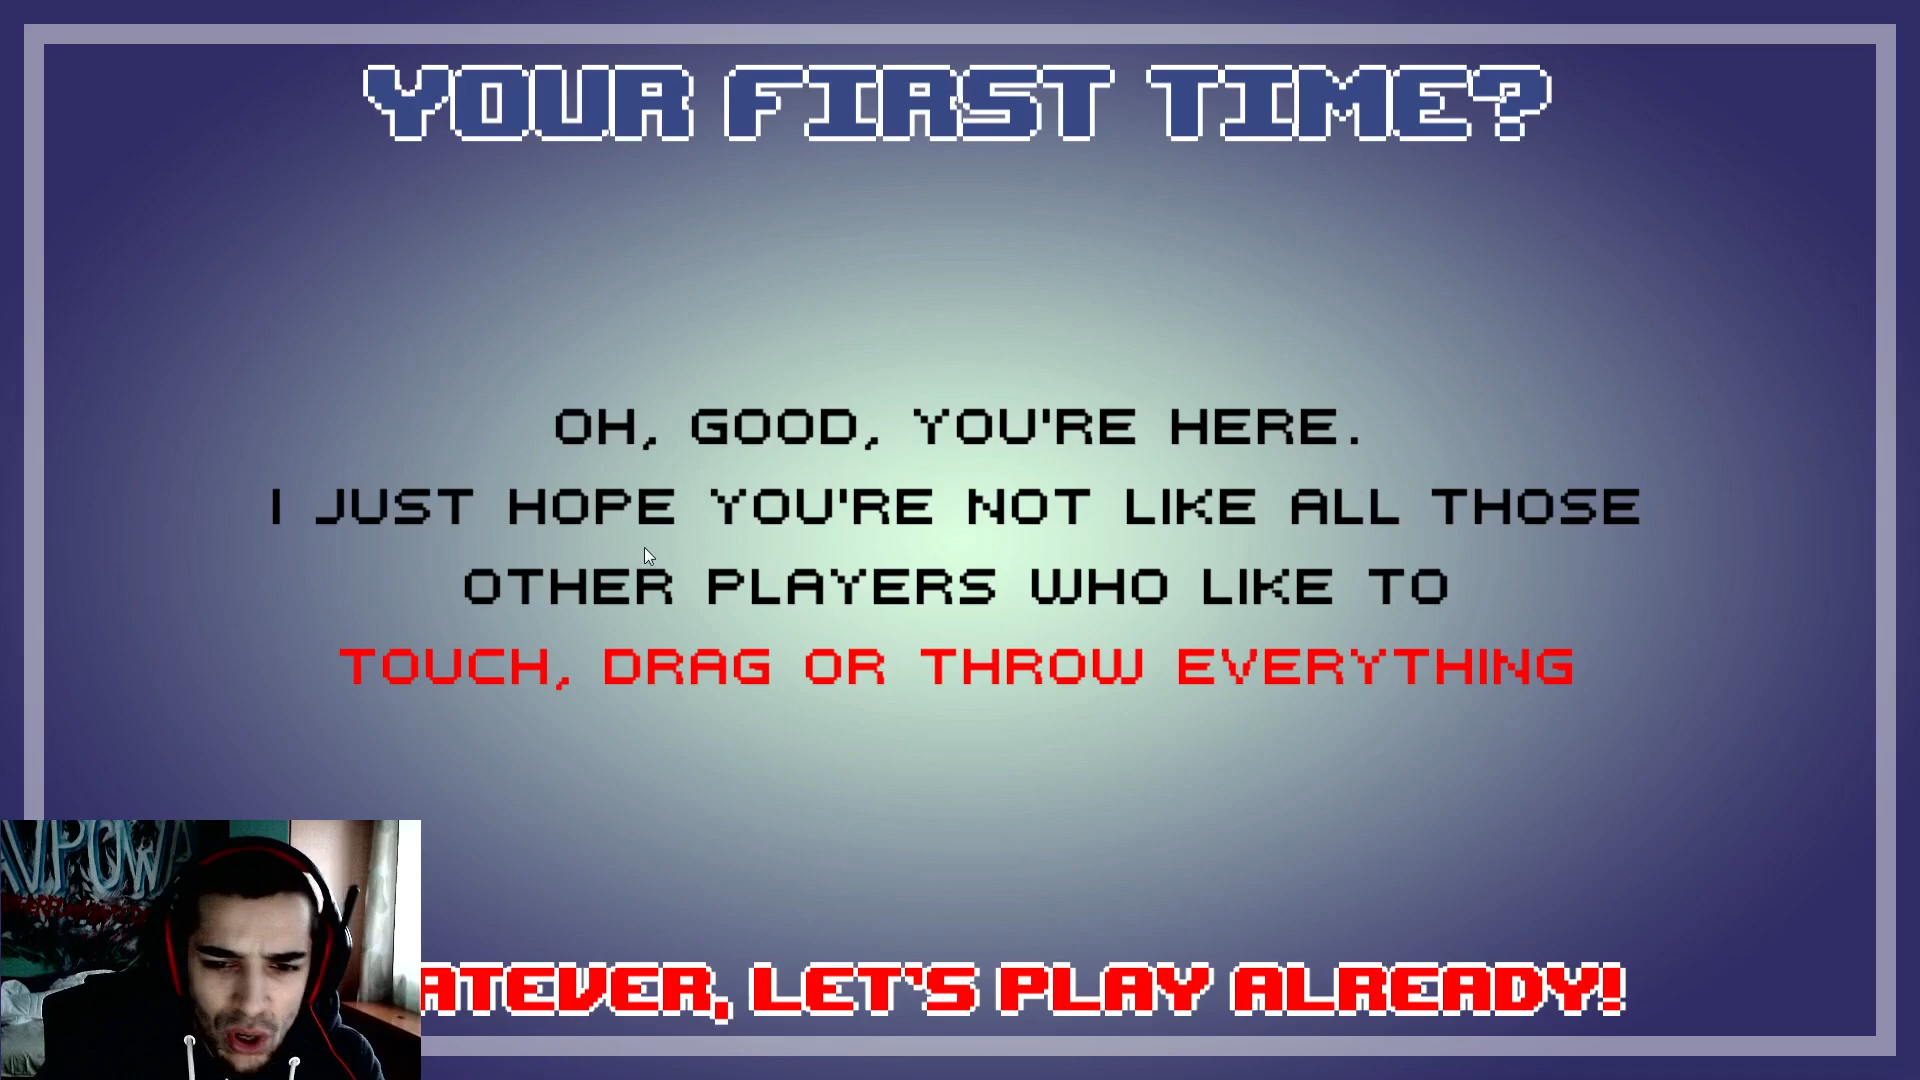 YOUR FIRST TIME?
OH, GOOD, YOU'RE HERE.
I JUST HOPE YOU'RE NOT LIKE ALL THOSE
OTHER PLAYERS WHO LIKE TO
TOUCH, DRAG OR THROW EVERYTHING
ATEVER, LET'S PLAY ALREADY!